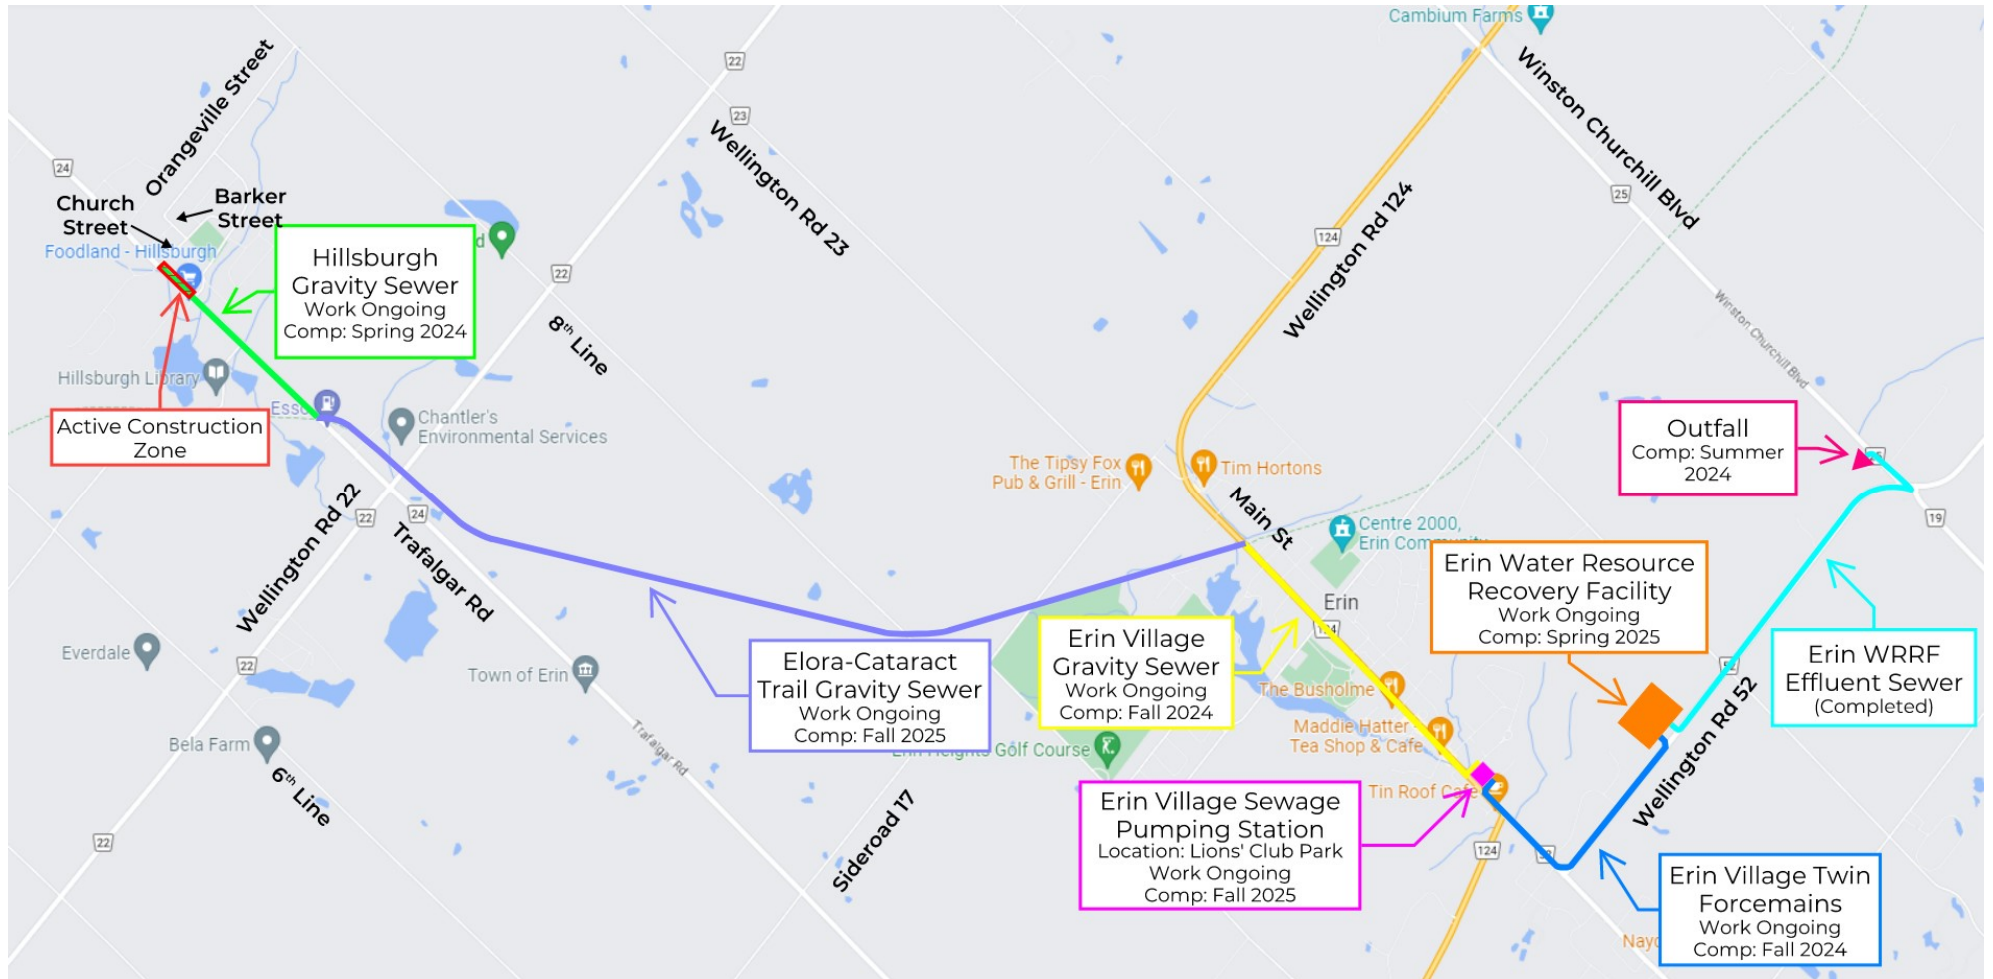 Cambium Farms
Orangeville Street
22
23
Wellington Rd 23
Winston Churchill Blvd
24
Church
Street
Barker
Street
Foodland - Hillsburgh
Hillsburgh
Gravity Sewer
Work Ongoing
Comp: Spring 2024
22
8th Line
124
Wellington Rd 124
25
Winston Churchill Blvd
Hillsburgh Library
Esso
Chantler's
Environmental Services
Active Construction
Zone
The Tipsy Fox
Pub & Grill - Erin
Tim Hortons
Outfall
Comp: Summer
2024
Main St
Centre 2000,
Erin
Wellington Rd 22
22
24
Trafalgar Rd
19
Erin
124
Erin Water Resource
Recovery Facility
Work Ongoing
Comp: Spring 2025
Everdale
22
Town of Erin
Elora-Cataract
Trail Gravity Sewer
Work Ongoing
Comp: Fall 2025
Erin Village
Gravity Sewer
Work Ongoing
Comp: Fall 2024
The Busholme
Maddie Hatter
Tea Shop & Cafe
Erin WRRF
Effluent Sewer
(Completed)
Wellington Rd 52
Bela Farm
6th Line
Trafalgar Rd
Erin Heights Golf Course
Tin Roof Cafe
Erin Village Sewage
Pumping Station
Location: Lions' Club Park
Work Ongoing
Comp: Fall 2025
Sideroad 17
22
124
Erin Village Twin
Forcemains
Work Ongoing
Comp: Fall 2024